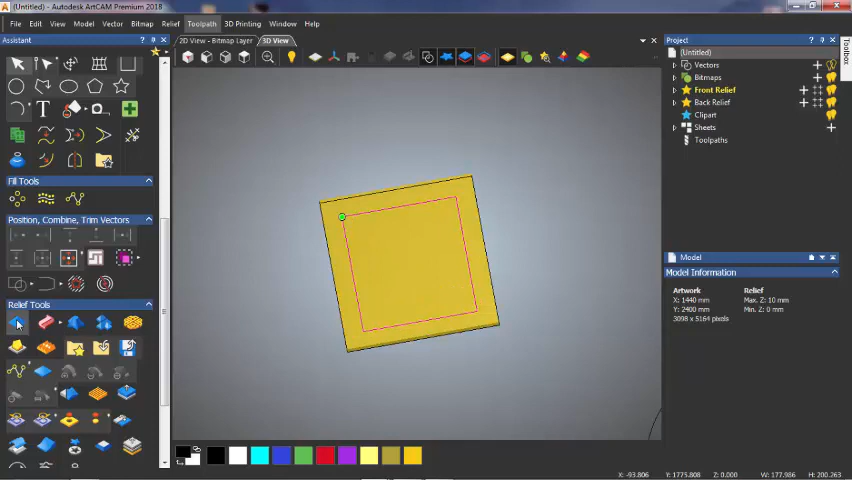 (Untitled) - Autodesk ArtCAM Premium 2018
File Edit View Model Vector Bitmap Relief Toolpath 3D Printing Window Help
Assistant
2D View - Bitmap Layer 3D View
Project
Toolbox
(Untitled)
Vectors
Bitmaps
Front Relief
Back Relief
Clipart
Sheets
Toolpaths
Fill Tools
Position, Combine, Trim Vectors
Relief Tools
Model
Model Information
Artwork Relief
X: 1440 mm Max. Z: 10 mm
Y: 2400 mm Min. Z: 0 mm
3098 x 5164 pixels
X: -93.806 Y: 1775.808 Z: 0.000 W: 177.986 H: 200.263